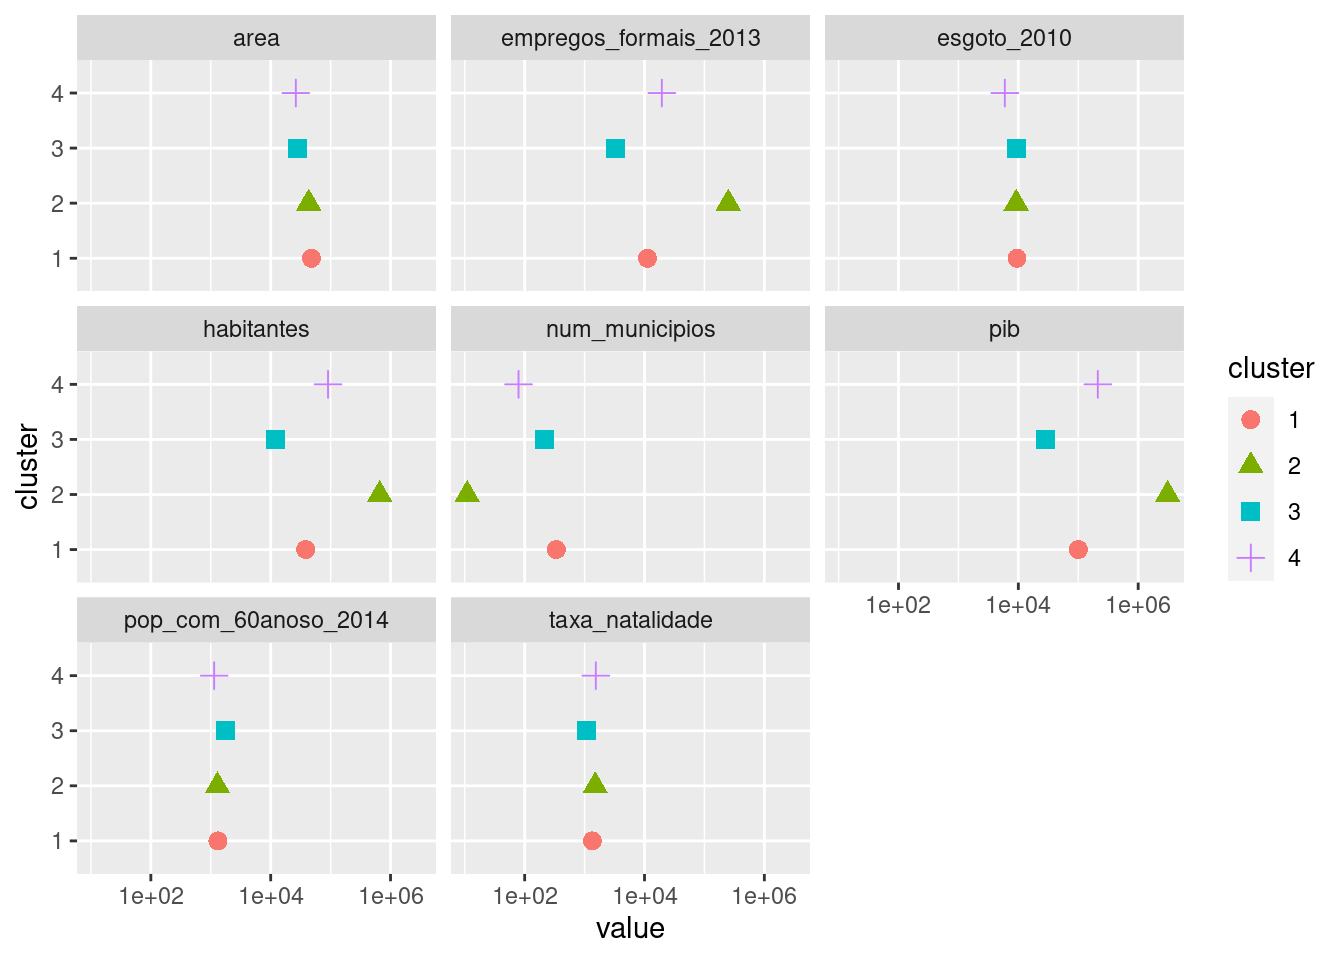 area
empregos_formais_2013
esgoto_2010
4
3
2
1
habitantes
num_municipios
pib
4
3
2
1
1e+02
1e+04
1e+06
pop_com_60anoso_2014
taxa_natalidade
4
3
2
1
1e+02
1e+04
1e+06
1e+02
1e+04
1e+06
value
cluster
cluster
1
2
3
4